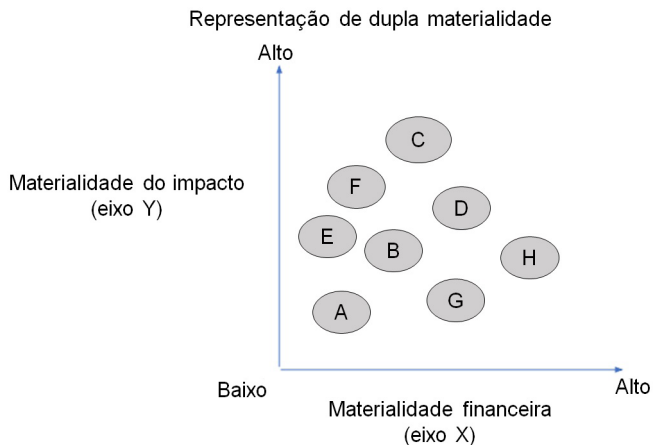 Representação de dupla materialidade
Alto
Materialidade do impacto
(eixo Y)
C
F
D
E
B
H
G
A
Baixo
Alto
Materialidade financeira
(eixo X)